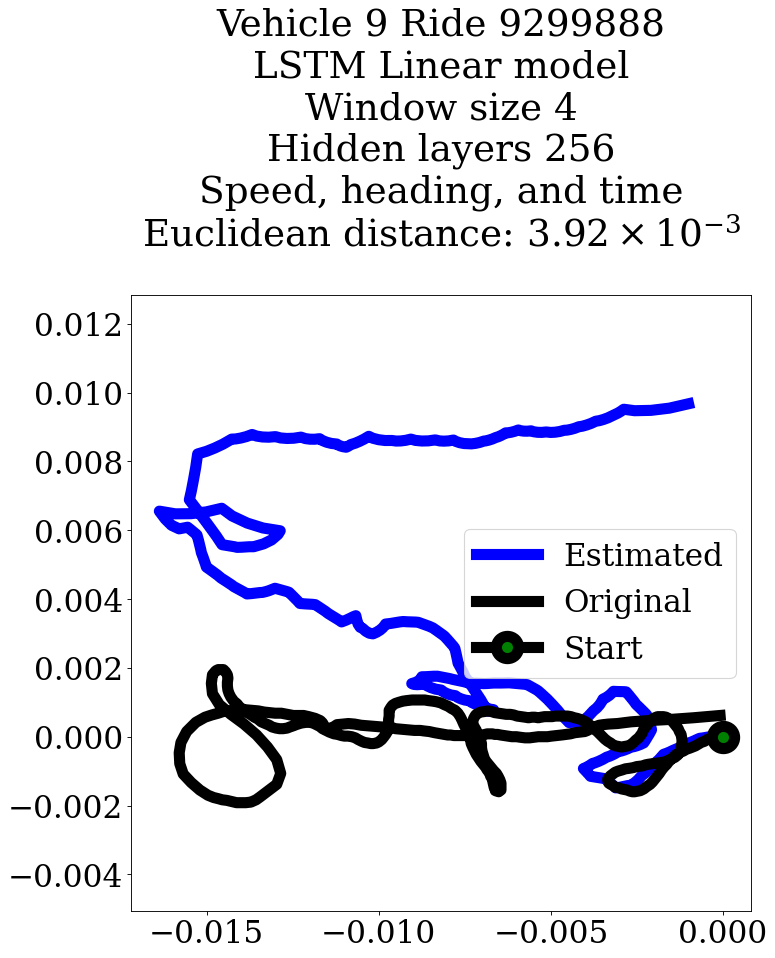 Vehicle 9 Ride 9299888
LSTM Linear model
Window size 4
Hidden layers 256
Speed, heading, and time
Euclidean distance: 3.92 × 10⁻³
0.012
0.010
0.008
0.006
0.004
0.002
0.000
−0.002
−0.004
Estimated
Original
Start
−0.015
−0.010
−0.005
0.000